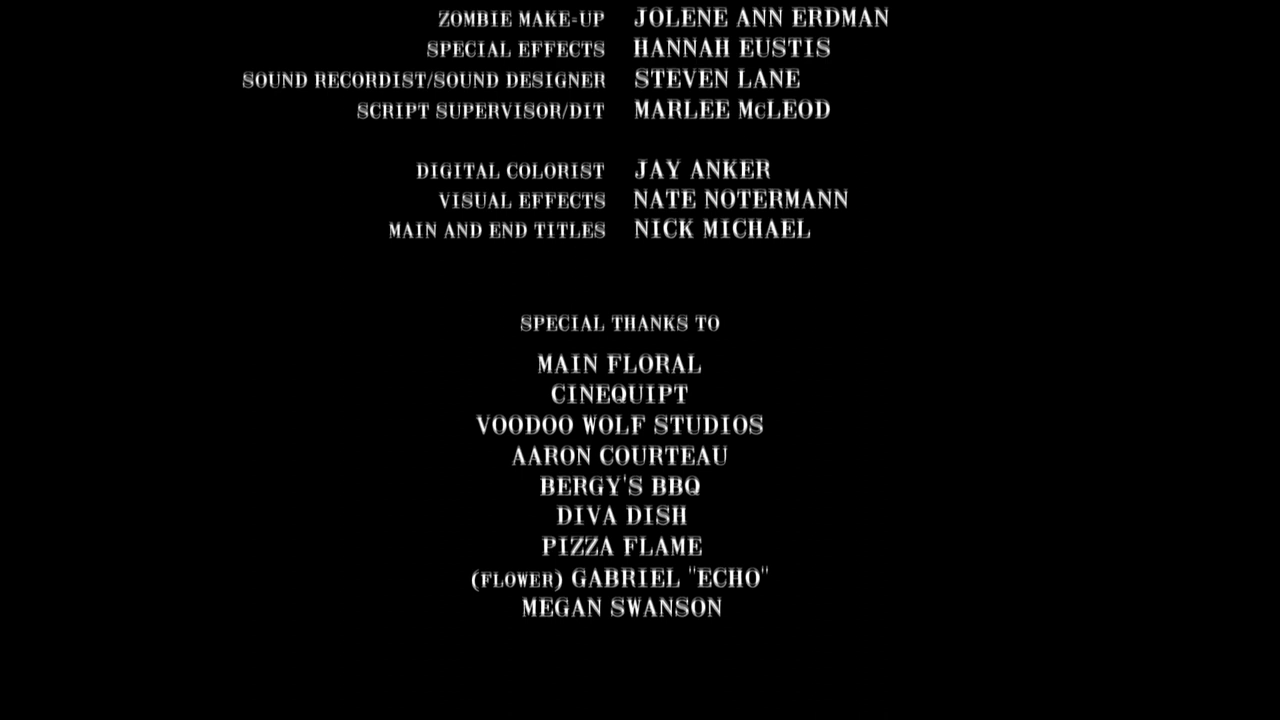 ZOMBIE MAKE-UP JOLENE ANN ERDMAN
SPECIAL EFFECTS HANNAH EUSTIS
SOUND RECORDIST/SOUND DESIGNER STEVEN LANE
SCRIPT SUPERVISOR/DIT MARLEE McLEOD
DIGITAL COLORIST JAY ANKER
VISUAL EFFECTS NATE NOTERMANN
MAIN AND END TITLES NICK MICHAEL
SPECIAL THANKS TO
MAIN FLORAL
CINEQUIPT
VOODOO WOLF STUDIOS
AARON COURTEAU
BERGY'S BBQ
DIVA DISH
PIZZA FLAME
(FLOWER) GABRIEL "ECHO"
MEGAN SWANSON